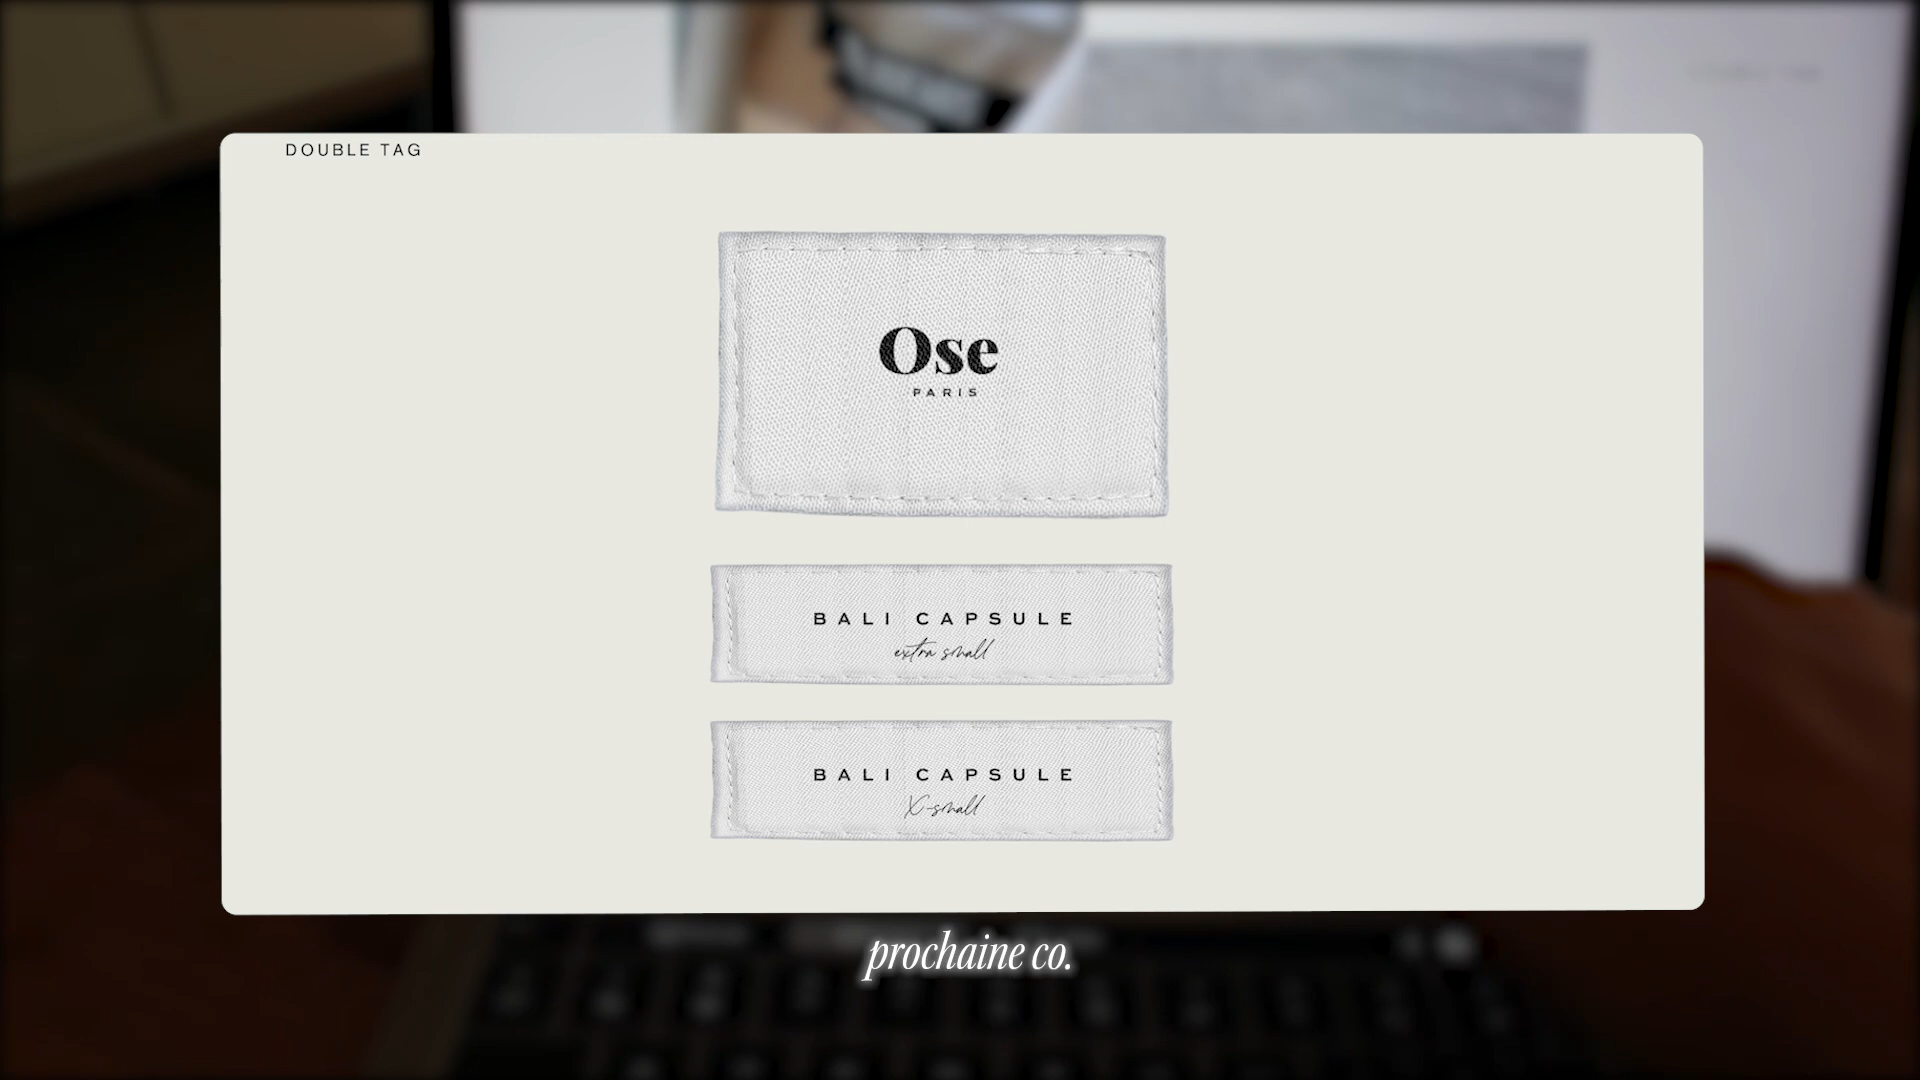 DOUBLE TAG
Ose
PARIS
BALI CAPSULE
extra small
BALI CAPSULE
X-small
prochaine co.